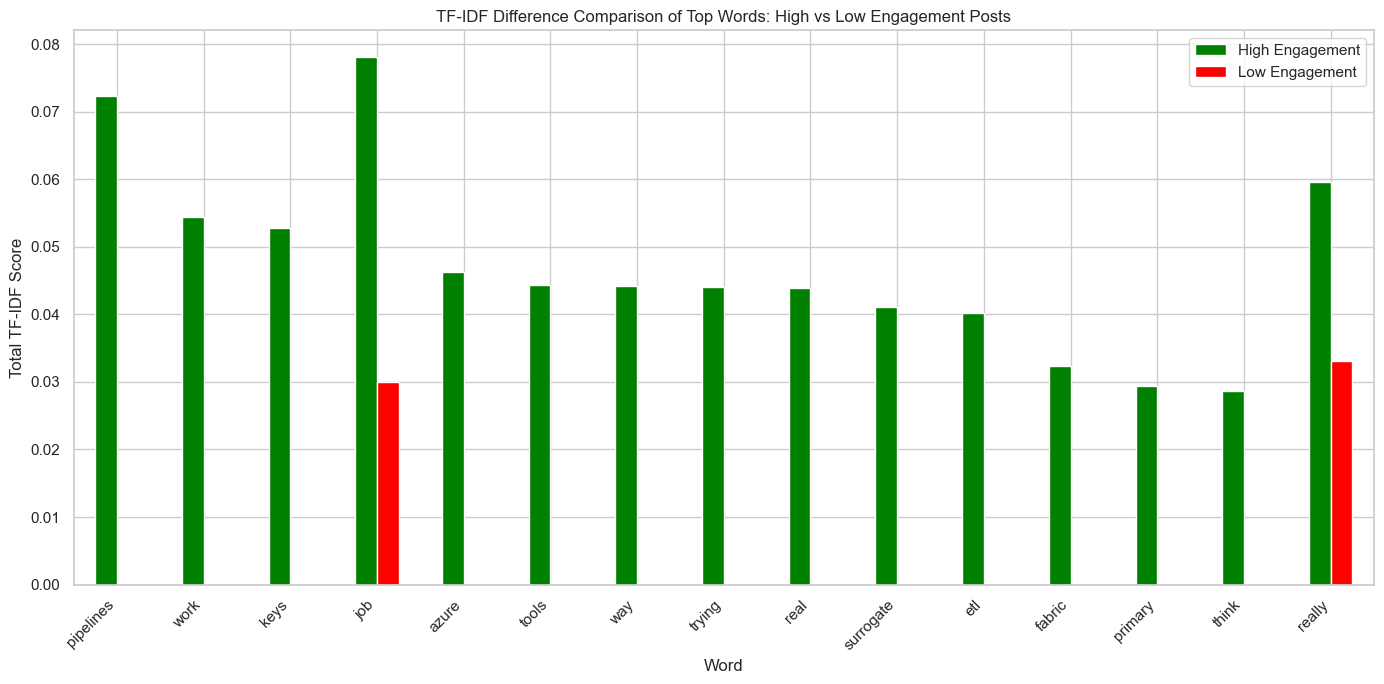 TF-IDF Difference Comparison of Top Words: High vs Low Engagement Posts
High Engagement
Low Engagement
Total TF-IDF Score
0.08
0.07
0.06
0.05
0.04
0.03
0.02
0.01
0.00
pipelines
work
keys
job
azure
tools
way
trying
real
surrogate
etl
fabric
primary
think
really
Word